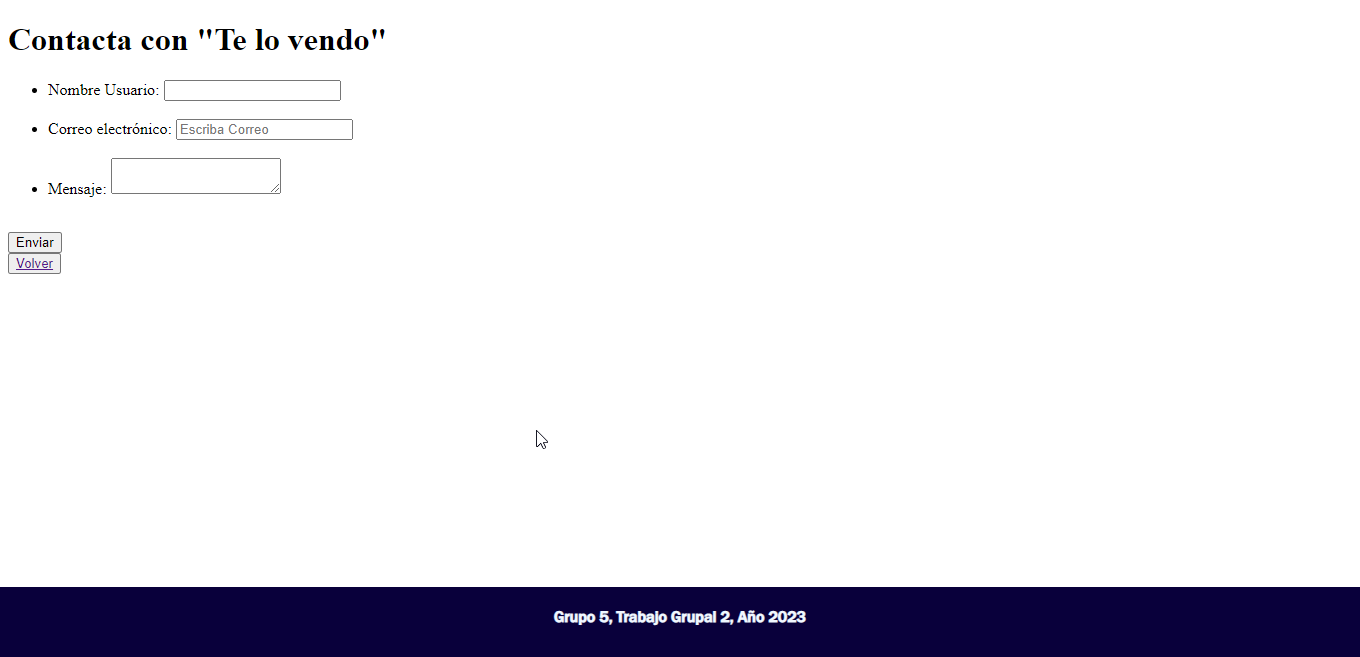 Contacta con "Te lo vendo"
Nombre Usuario:
Correo electrónico: Escriba Correo
Mensaje:
Enviar
Volver
Grupo 5, Trabajo Grupal 2, Año 2023